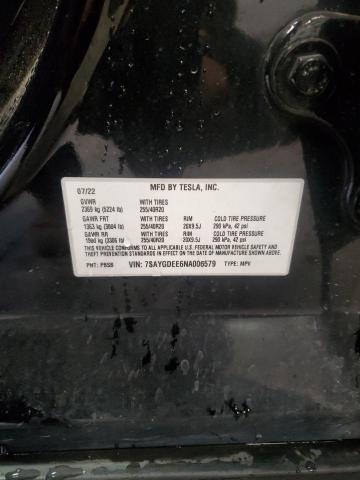 07/22 MFD BY TESLA, INC.
GVWR WITH TIRES
2369 kg (5224 lb) 255/40R20
GAWR FRT WITH TIRES RIM COLD TIRE PRESSURE
1363 kg (3004 lb) 255/40R20 20X9.5J 290 kPa, 42 psi
GAWR RR WITH TIRES RIM COLD TIRE PRESSURE
kg (3306 lb) 255/40R20 20X9.5J 290 kPa, 42 psi
THIS VEHICLE CONFORMS TO ALL APPLICABLE U.S. FEDERAL MOTOR VEHICLE SAFETY AND
THEFT PREVENTION STANDARDS IN EFFECT ON THE DATE OF MANUFACTURE SHOWN ABOVE.
PNT: PBSB VIN: 7SAYGDEE6NA006579 TYPE: MPV